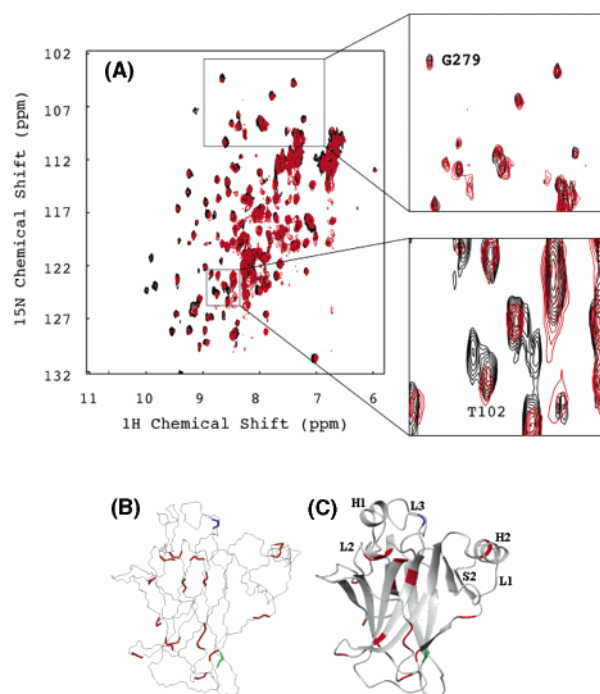 (A)
102
107
112
117
122
127
132
15N Chemical Shift (ppm)
11 10 9 8 7 6
1H Chemical Shift (ppm)
G279
T102
(B)
(C)
H1
L3
L2
H2
S2
L1